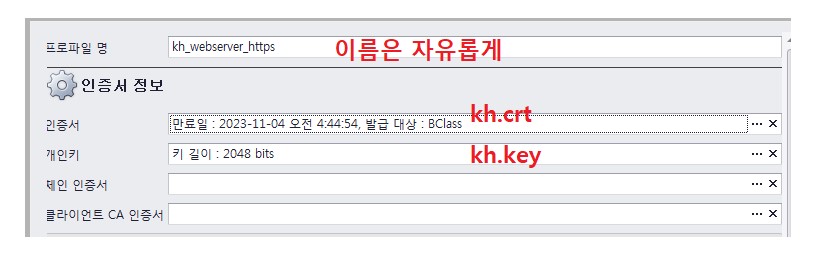 프로파일 명 kh_webserver_https 이름은 자유롭게
인증서 정보
인증서 만료일 : 2023-11-04 오전 4:44:54, 발급 대상 : BClass kh.crt ··· ×
개인키 키 길이 : 2048 bits kh.key ··· ×
체인 인증서 ··· ×
클라이언트 CA 인증서 ··· ×